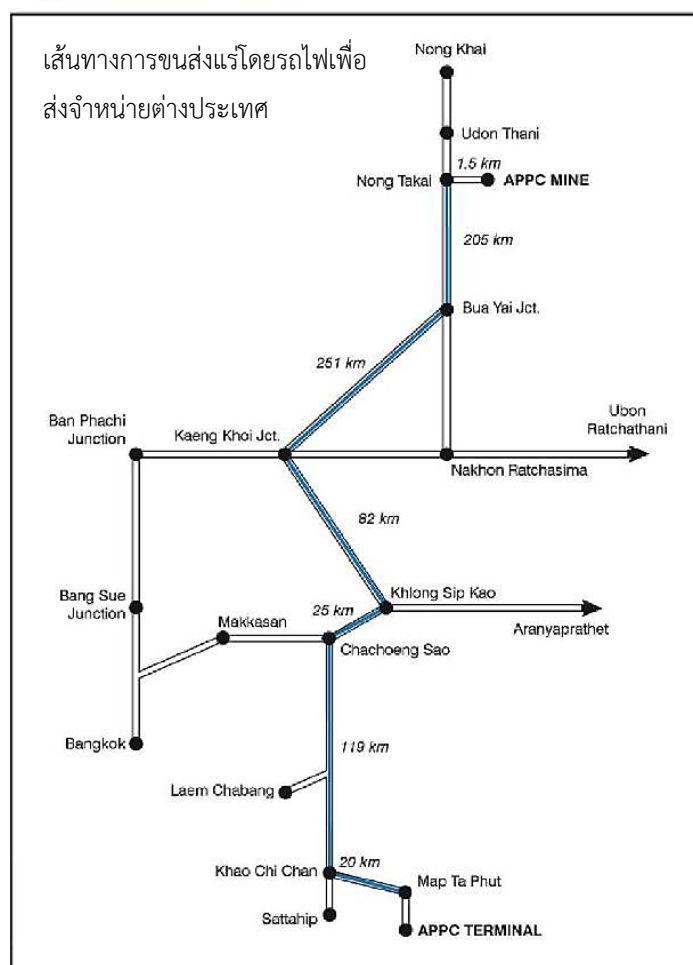 เส้นทางการขนส่งแร่โดยรถไฟเพื่อ
ส่งจำหน่ายต่างประเทศ
Nong Khai
Udon Thani
1.5 km
Nong Takai
APPC MINE
205 km
Bua Yai Jct.
251 km
Ban Phachi
Junction
Kaeng Khoi Jct.
Ubon
Ratchathani
Nakhon Ratchasima
82 km
Bang Sue
Junction
Khlong Sip Kao
25 km
Aranyaprathet
Makkasan
Chachoeng Sao
Bangkok
119 km
Laem Chabang
Khao Chi Chan
20 km
Map Ta Phut
Sattahip
APPC TERMINAL